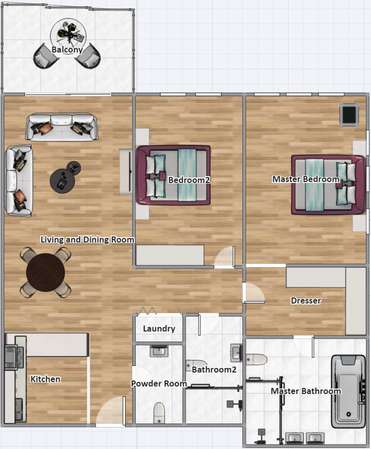 Balcony
Bedroom2
Master Bedroom
Living and Dining Room
Dresser
Laundry
Bathroom2
Kitchen
Powder Room
Master Bathroom